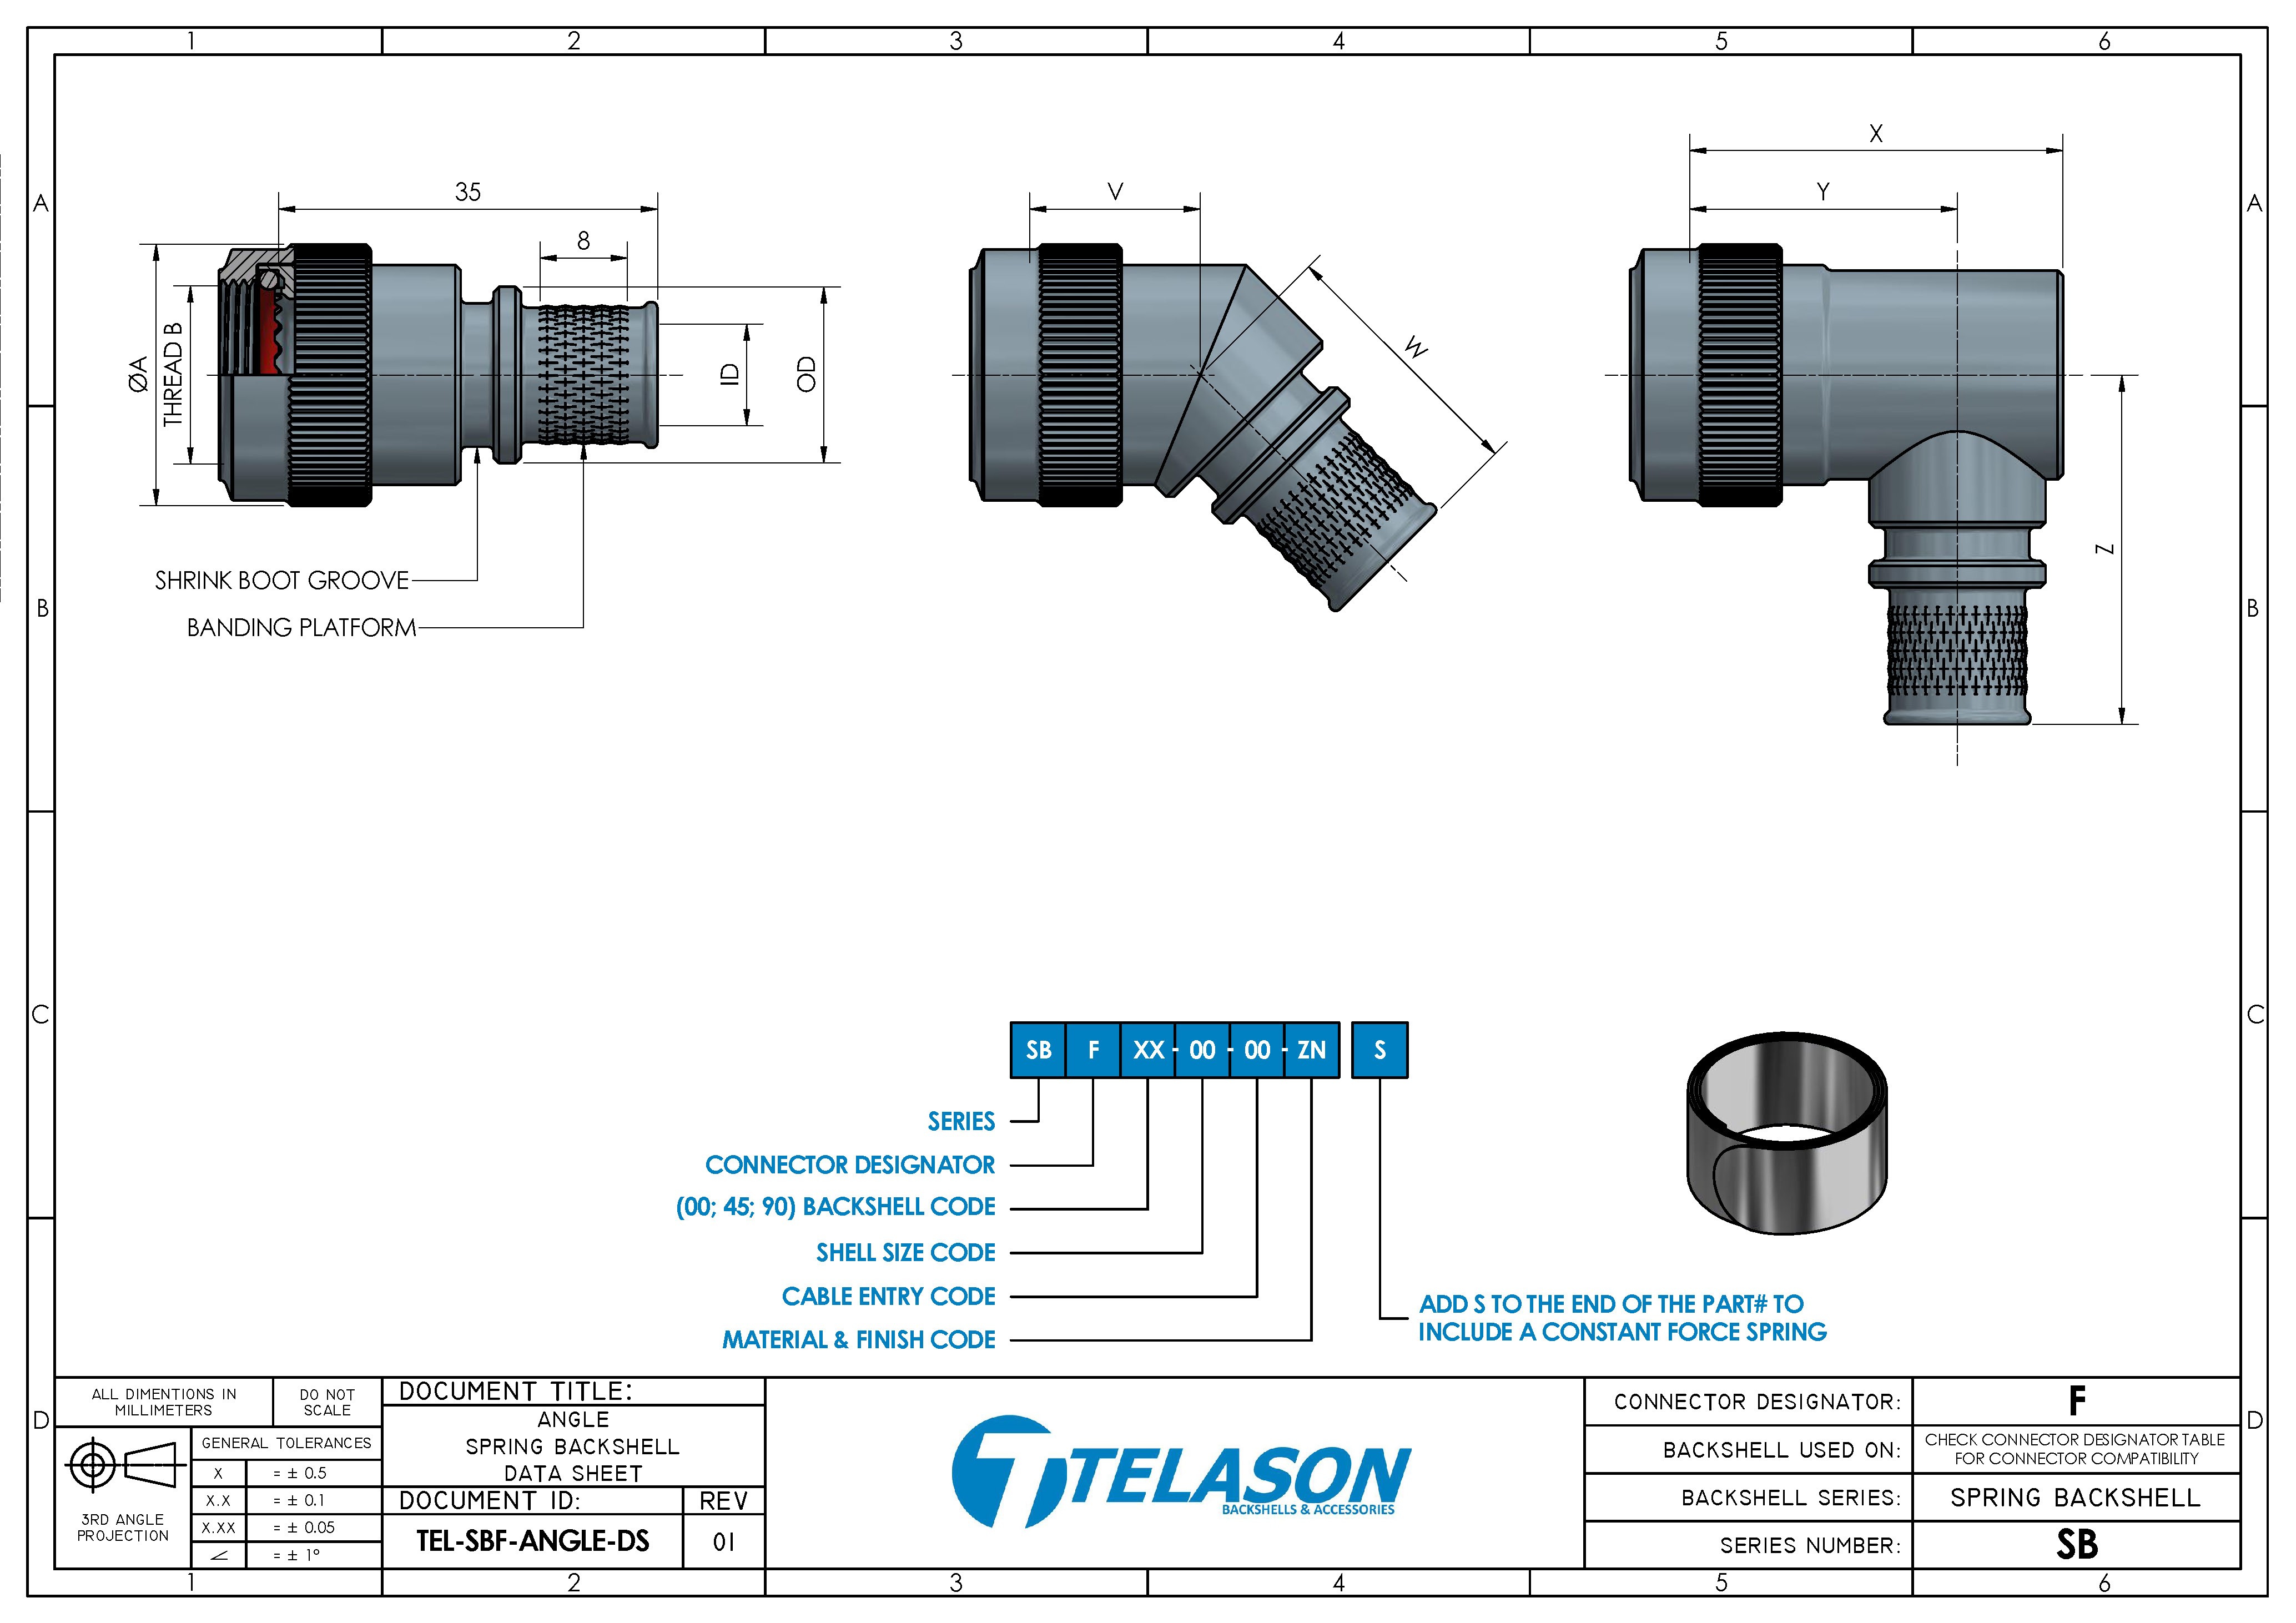 1 2 3 4 5 6
A A
B B
C C
D D
35
8
ØA
THREAD B
ID
OD
SHRINK BOOT GROOVE
BANDING PLATFORM
V
W
X
Y
Z
SB F XX - 00 - 00 - ZN S
SERIES
CONNECTOR DESIGNATOR
(00; 45; 90) BACKSHELL CODE
SHELL SIZE CODE
CABLE ENTRY CODE
MATERIAL & FINISH CODE
ADD S TO THE END OF THE PART# TO
INCLUDE A CONSTANT FORCE SPRING
ALL DIMENTIONS IN
MILLIMETERS
DO NOT
SCALE
GENERAL TOLERANCES
X = ± 0.5
X.X = ± 0.1
X.XX = ± 0.05
∠ = ± 1°
3RD ANGLE
PROJECTION
DOCUMENT TITLE:
ANGLE
SPRING BACKSHELL
DATA SHEET
DOCUMENT ID: REV
TEL-SBF-ANGLE-DS 01
TELASON
BACKSHELLS & ACCESSORIES
CONNECTOR DESIGNATOR: F
BACKSHELL USED ON: CHECK CONNECTOR DESIGNATOR TABLE
FOR CONNECTOR COMPATIBILITY
BACKSHELL SERIES: SPRING BACKSHELL
SERIES NUMBER: SB
1 2 3 4 5 6